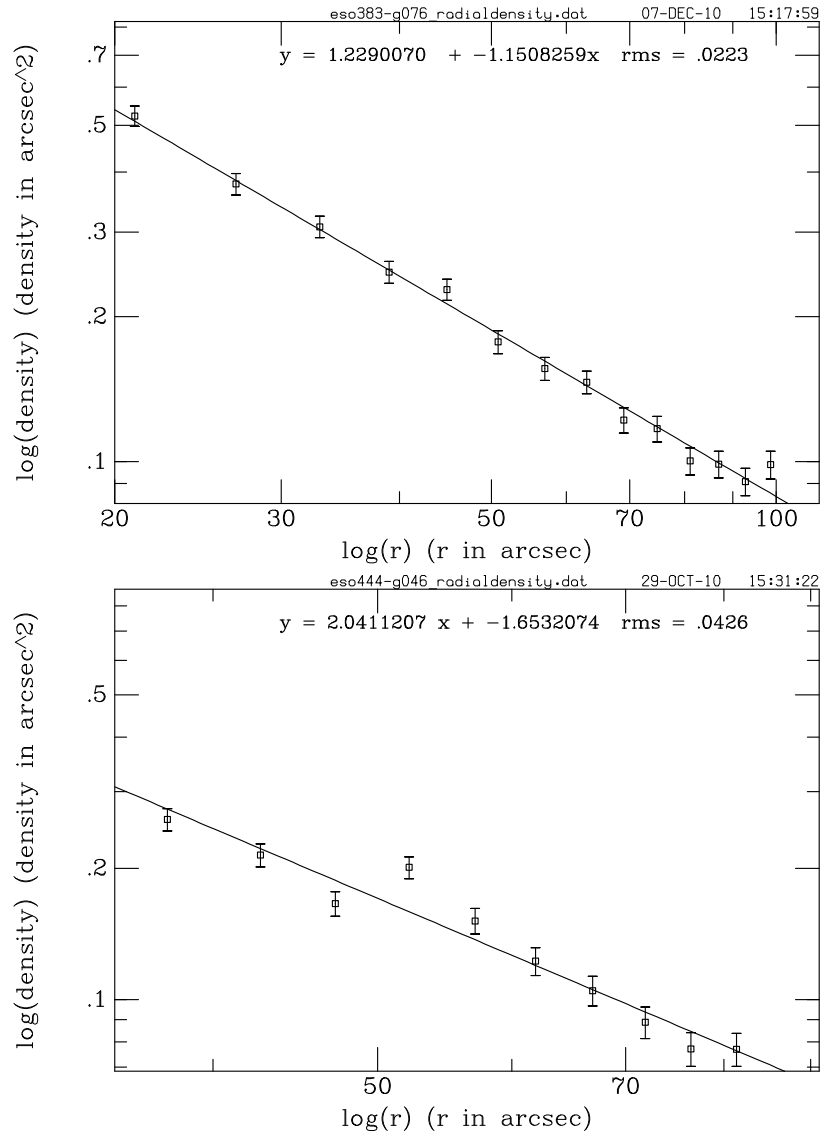 eso383-g076_radialdensity.dat 07-DEC-10 15:17:59
y = 1.2290070 + -1.1508259x rms = .0223
.7
.5
.3
.2
.1
log(density) (density in arcsec^2)
20 30 50 70 100
log(r) (r in arcsec)
eso444-g046_radialdensity.dat 29-OCT-10 15:31:22
y = 2.0411207 x + -1.6532074 rms = .0426
.5
.2
.1
log(density) (density in arcsec^2)
50 70
log(r) (r in arcsec)